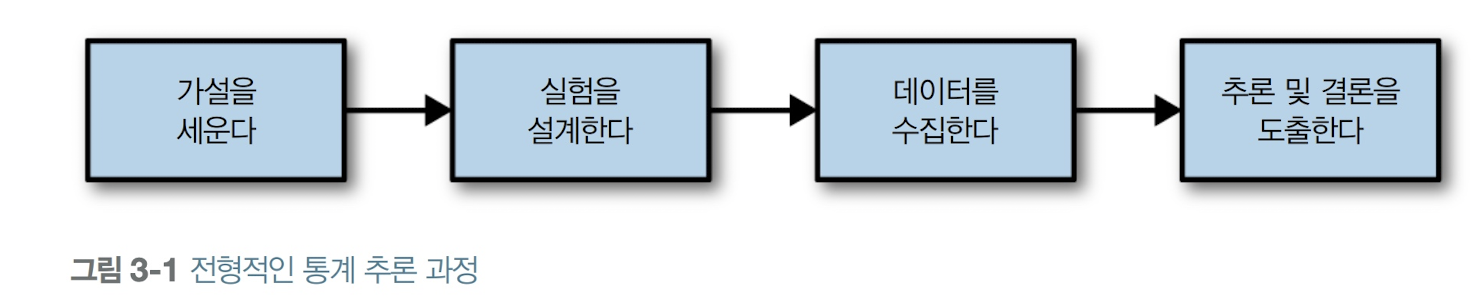 가설을
세운다
실험을
설계한다
데이터를
수집한다
추론 및 결론을
도출한다
그림 3-1 전형적인 통계 추론 과정